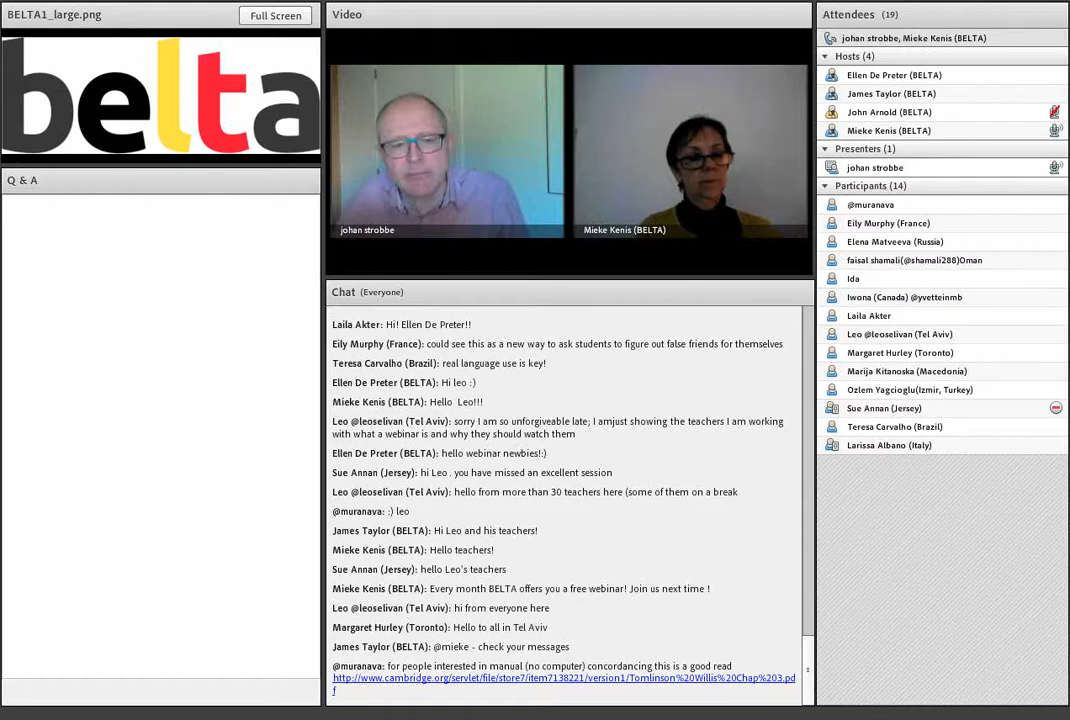 BELTA1_large.png
Full Screen
belta
Q & A
Video
johan strobbe
Mieke Kenis (BELTA)
Chat (Everyone)
Laila Akter: Hi! Ellen De Preter!!
Eily Murphy (France): could see this as a new way to ask students to figure out false friends for themselves
Teresa Carvalho (Brazil): real language use is key!
Ellen De Preter (BELTA): Hi leo :)
Mieke Kenis (BELTA): Hello Leo!!!
Leo @leoselivan (Tel Aviv): sorry I am so unforgiveable late; I amjust showing the teachers I am working
with what a webinar is and why they should watch them
Ellen De Preter (BELTA): hello webinar newbies!:)
Sue Annan (Jersey): hi Leo . you have missed an excellent session
Leo @leoselivan (Tel Aviv): hello from more than 30 teachers here (some of them on a break
@muranava: :) leo
James Taylor (BELTA): Hi Leo and his teachers!
Mieke Kenis (BELTA): Hello teachers!
Sue Annan (Jersey): hello Leo's teachers
Mieke Kenis (BELTA): Every month BELTA offers you a free webinar! Join us next time !
Leo @leoselivan (Tel Aviv): hi from everyone here
Margaret Hurley (Toronto): Hello to all in Tel Aviv
James Taylor (BELTA): @mieke - check your messages
@muranava: for people interested in manual (no computer) concordancing this is a good read
http://www.cambridge.org/servlet/file/store7/item7138221/version1/Tomlinson%20Willis%20Chap%203.pd
f
Attendees (19)
johan strobbe, Mieke Kenis (BELTA)
Hosts (4)
Ellen De Preter (BELTA)
James Taylor (BELTA)
John Arnold (BELTA)
Mieke Kenis (BELTA)
Presenters (1)
johan strobbe
Participants (14)
@muranava
Eily Murphy (France)
Elena Matveeva (Russia)
faisal shamali(@shamali288)Oman
Ida
Iwona (Canada) @yvetteinmb
Laila Akter
Leo @leoselivan (Tel Aviv)
Margaret Hurley (Toronto)
Marija Kitanoska (Macedonia)
Ozlem Yagcioglu(Izmir, Turkey)
Sue Annan (Jersey)
Teresa Carvalho (Brazil)
Larissa Albano (Italy)